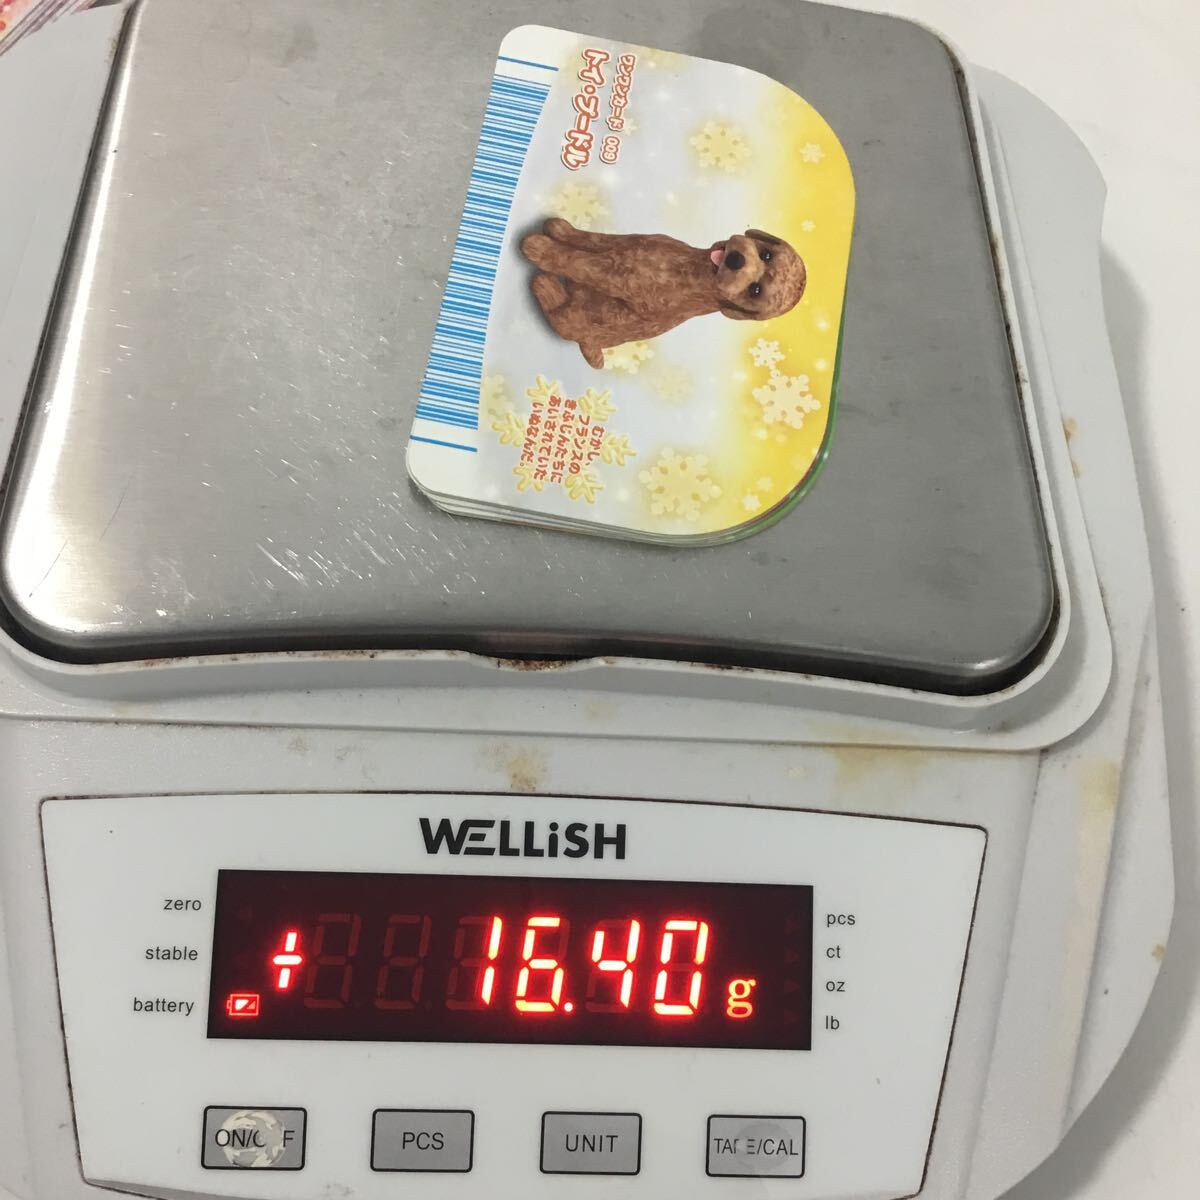 ワンワンカード 009
トイ・プードル
むかし、
フランスの
きふじんたちに
あいされていた
いぬなんだ。
WELLiSH
zero
stable
battery
16.40 g
pcs
ct
oz
lb
ON/OFF
PCS
UNIT
TARE/CAL